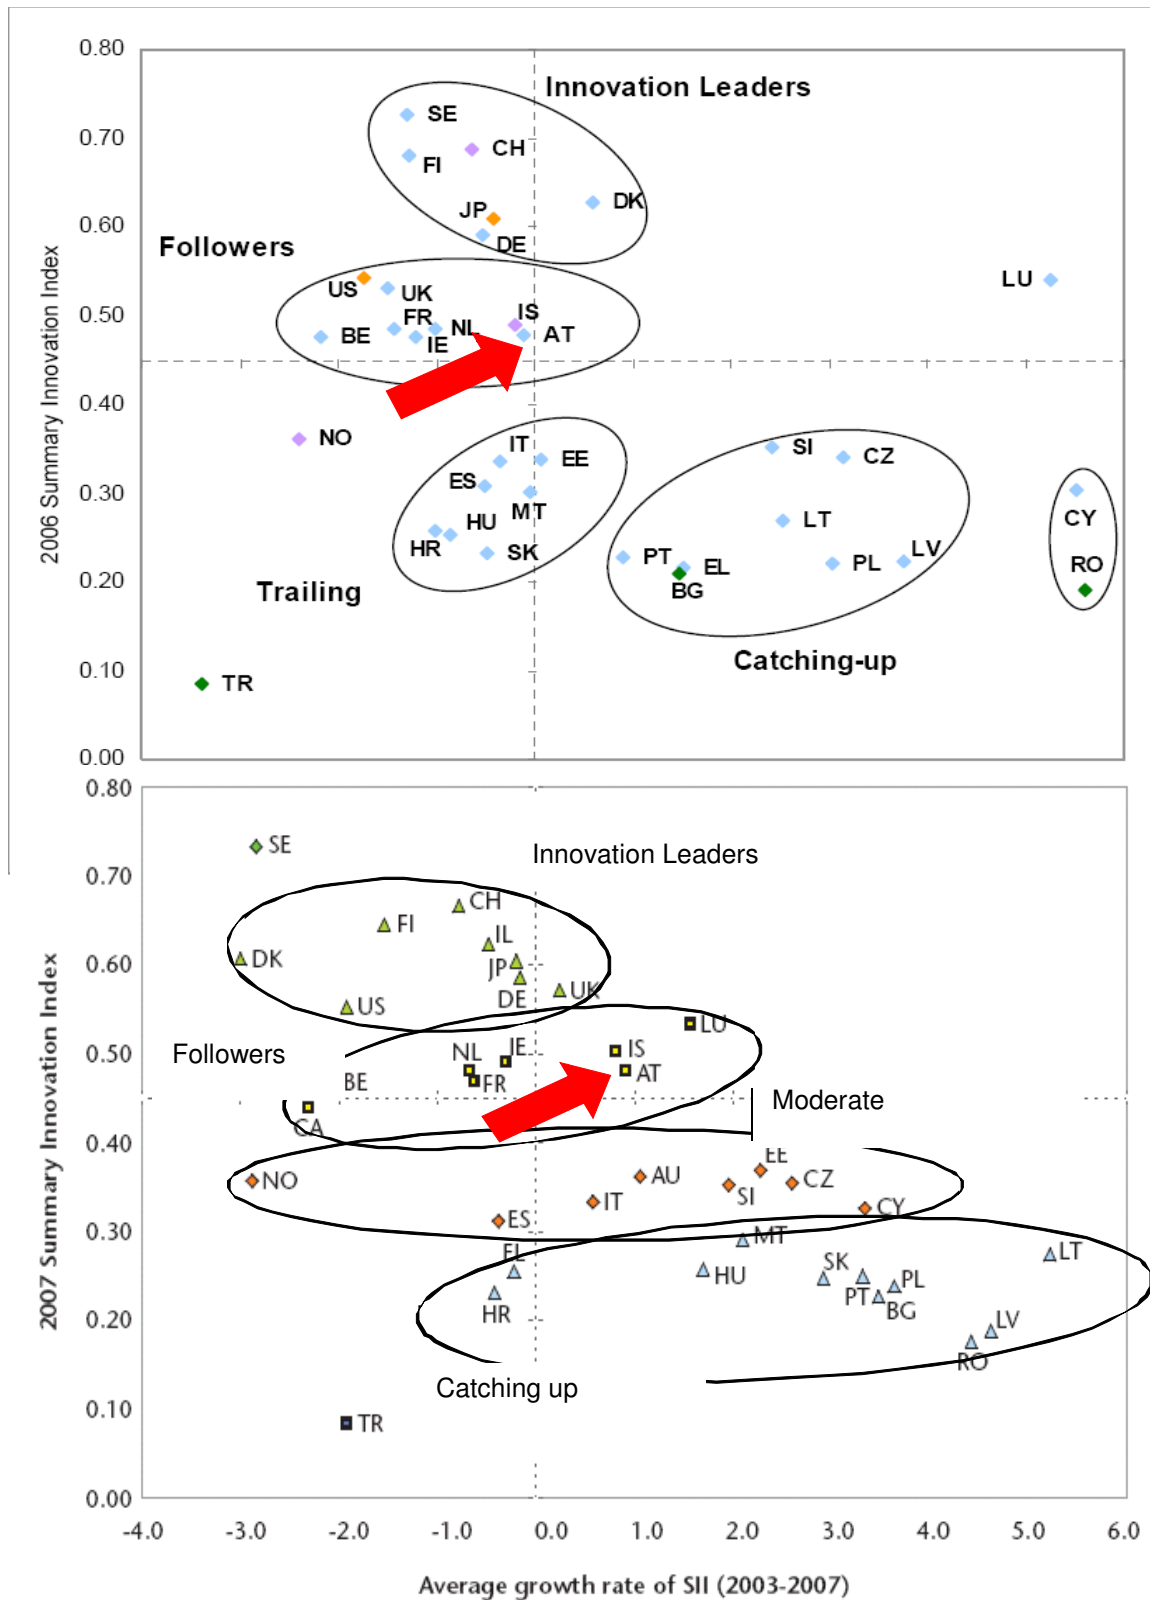 0.80
Innovation Leaders
SE
0.70
CH
FI
DK
JP
0.60
DE
Followers
LU
US
UK
IS
0.50
FR
NL
BE
IE
AT
0.40
NO
IT
EE
SI
CZ
ES
0.30
MT
CY
HU
LT
HR
SK
PT
EL
PL
LV
RO
0.20
BG
Trailing
Catching-up
0.10
TR
0.00
2006 Summary Innovation Index
0.80
SE
Innovation Leaders
0.70
CH
FI
IL
0.60
DK
JP
DE
UK
US
LU
Followers
0.50
NL
IE
IS
BE
FR
AT
Moderate
CA
0.40
NO
AU
EE
SI
CZ
IT
CY
ES
0.30
MT
EL
HU
SK
LT
HR
PT
PL
BG
0.20
LV
RO
Catching up
0.10
TR
0.00
2007 Summary Innovation Index
-4.0 -3.0 -2.0 -1.0 0.0 1.0 2.0 3.0 4.0 5.0 6.0
Average growth rate of SII (2003-2007)